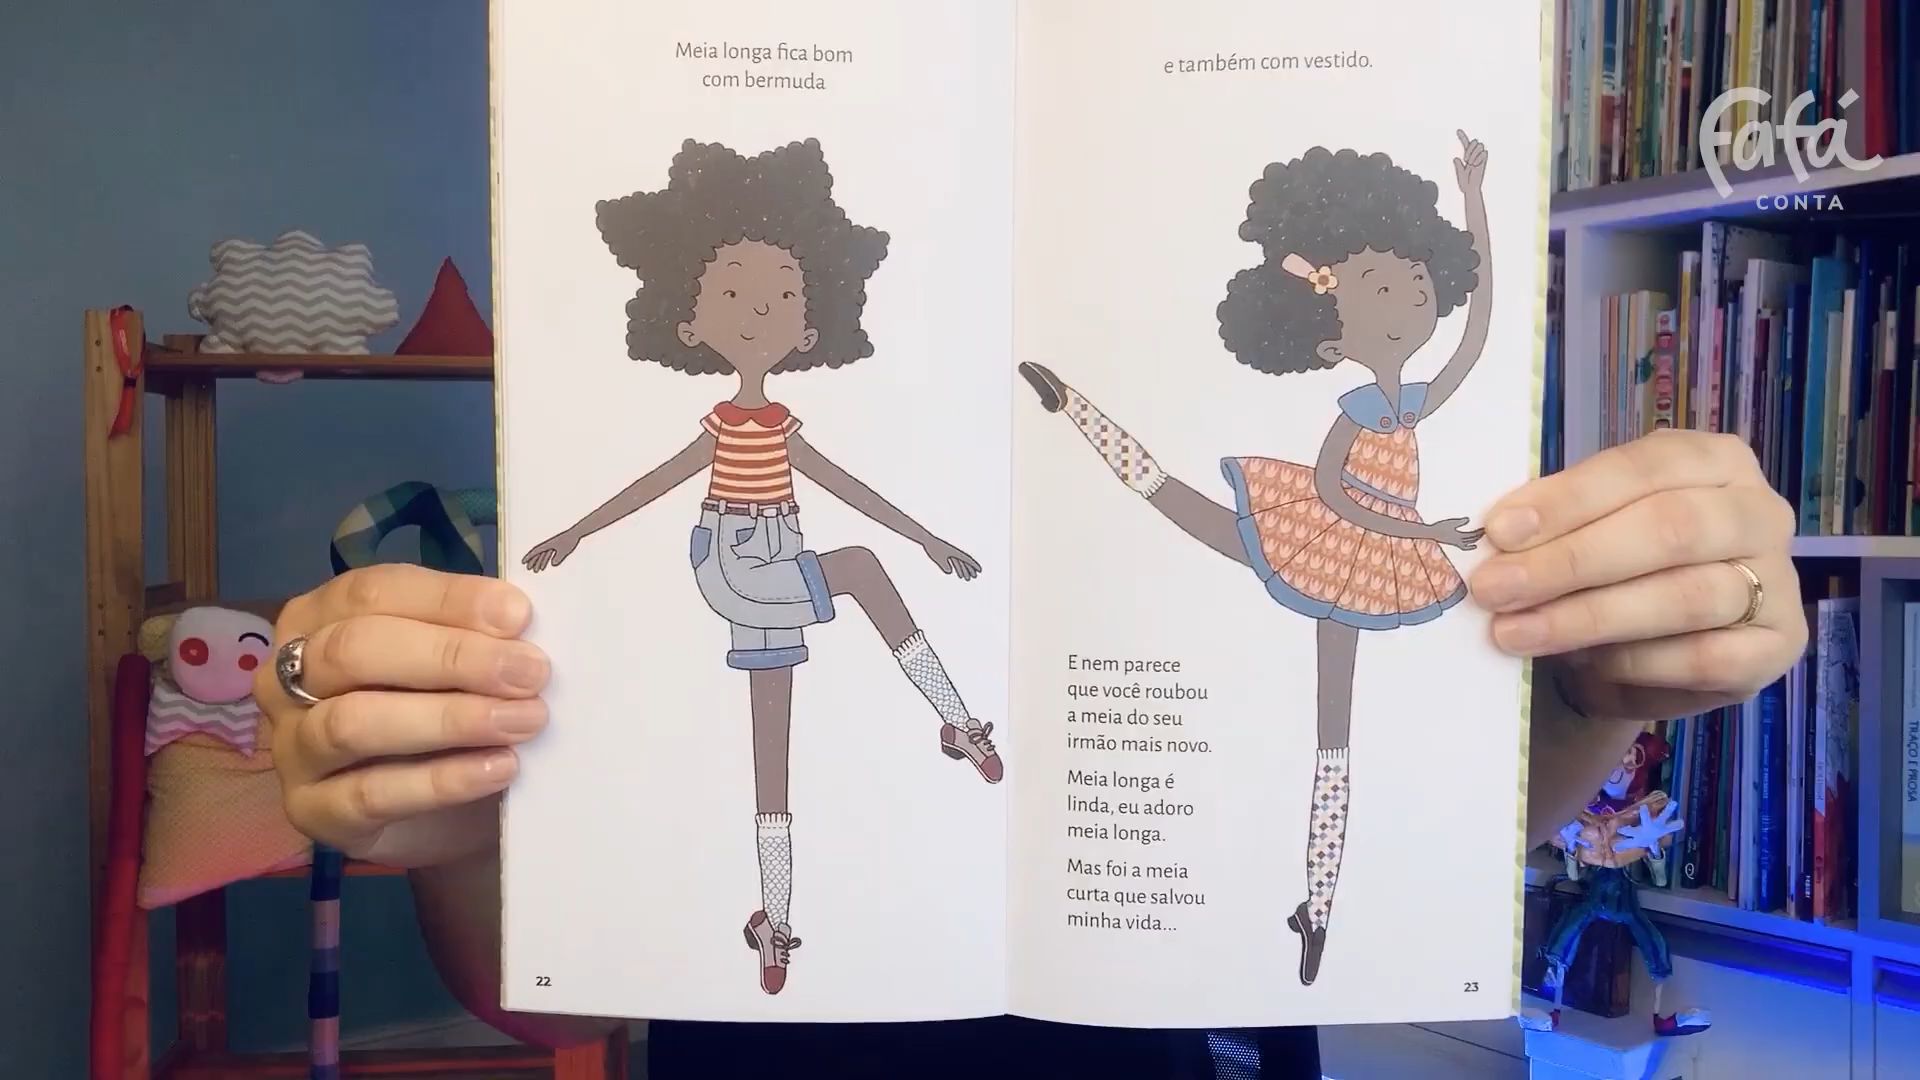 Meia longa fica bom
com bermuda
22
e também com vestido.
E nem parece
que você roubou
a meia do seu
irmão mais novo.
Meia longa é
linda, eu adoro
meia longa.
Mas foi a meia
curta que salvou
minha vida...
23
fafá
CONTA
TRAÇO E PROSA